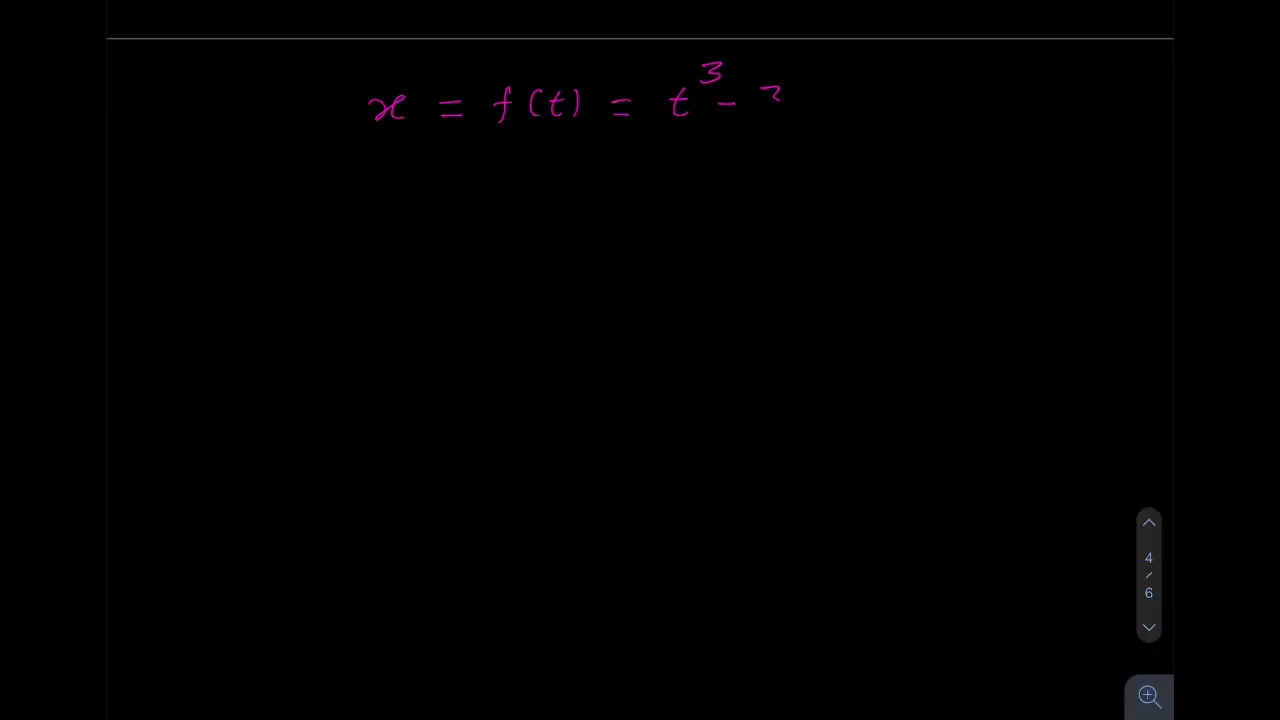 x = f(t) = t³ -
4
/
6